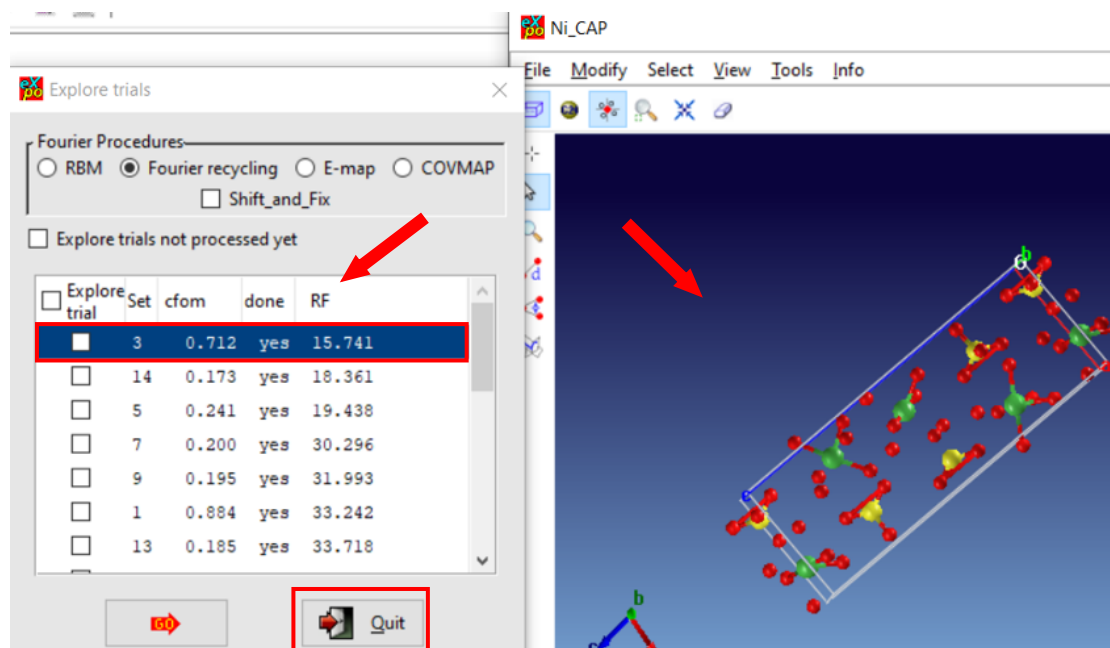 Ni_CAP
File Modify Select View Tools Info
Explore trials
Fourier Procedures
RBM Fourier recycling E-map COVMAP
Shift_and_Fix
Explore trials not processed yet
Explore trial Set cfom done RF
3 0.712 yes 15.741
14 0.173 yes 18.361
5 0.241 yes 19.438
7 0.200 yes 30.296
9 0.195 yes 31.993
1 0.884 yes 33.242
13 0.185 yes 33.718
GO Quit
d
b
c
b